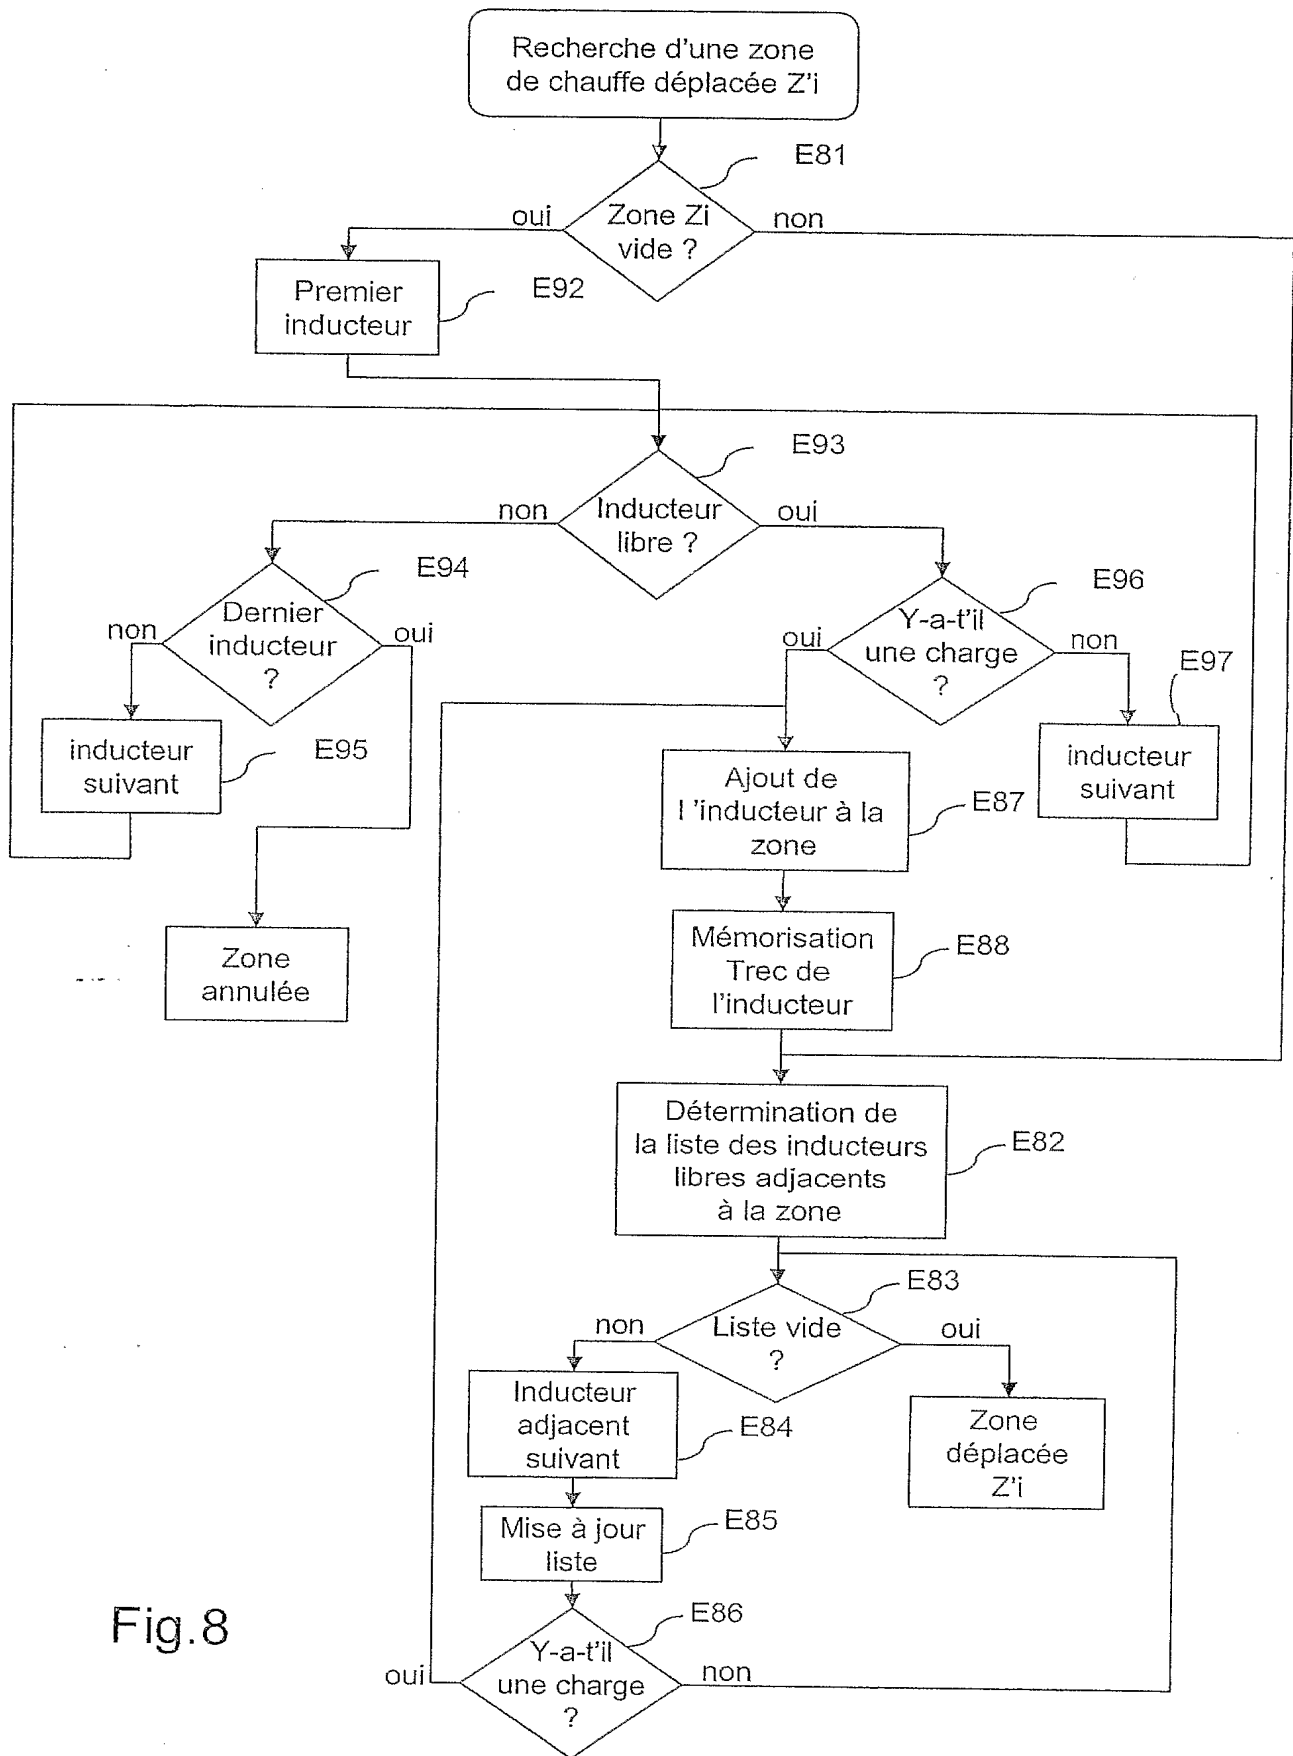 Recherche d'une zone
de chauffe déplacée Z'i
E81
oui
Zone Zi
vide ?
non
Premier
inducteur
E92
E93
non
Inducteur
libre ?
oui
E94
E96
non
Dernier
inducteur
?
oui
oui
Y-a-t'il
une charge
?
non
E97
inducteur
suivant
E95
inducteur
suivant
Ajout de
l 'inducteur à la
zone
E87
Zone
annulée
Mémorisation
Trec de
l'inducteur
E88
Détermination de
la liste des inducteurs
libres adjacents
à la zone
E82
E83
non
Liste vide
?
oui
Inducteur
adjacent
suivant
E84
Zone
déplacée
Z'i
Mise à jour
liste
E85
E86
oui
Y-a-t'il
une charge
?
non
Fig.8